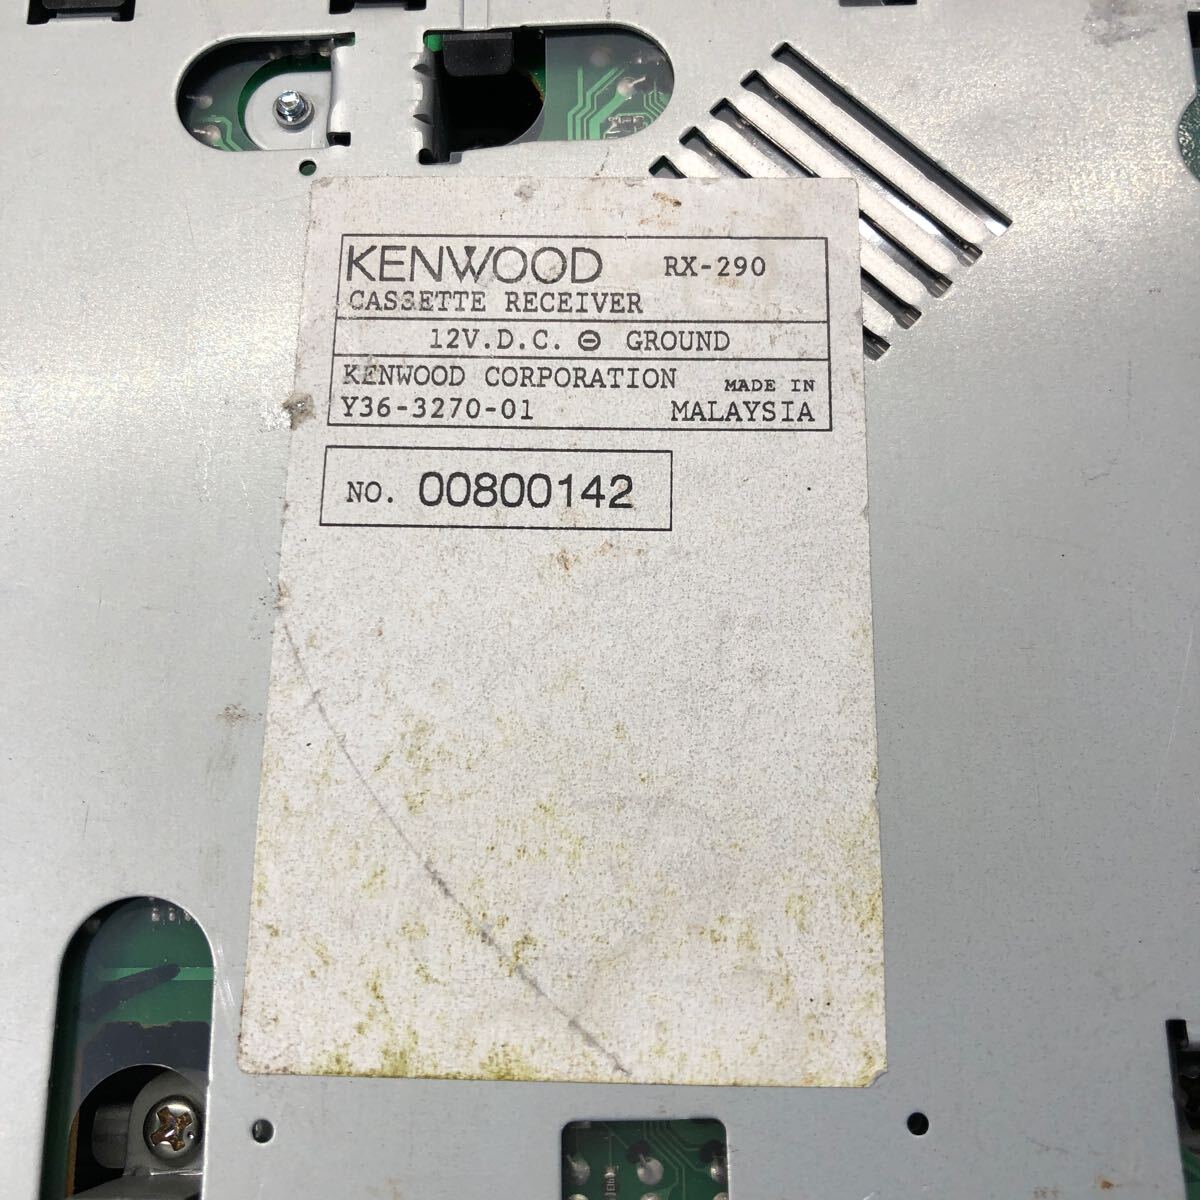 KENWOOD RX-290
CASSETTE RECEIVER
12V.D.C. ⊖ GROUND
KENWOOD CORPORATION MADE IN
Y36-3270-01 MALAYSIA
NO. 00800142